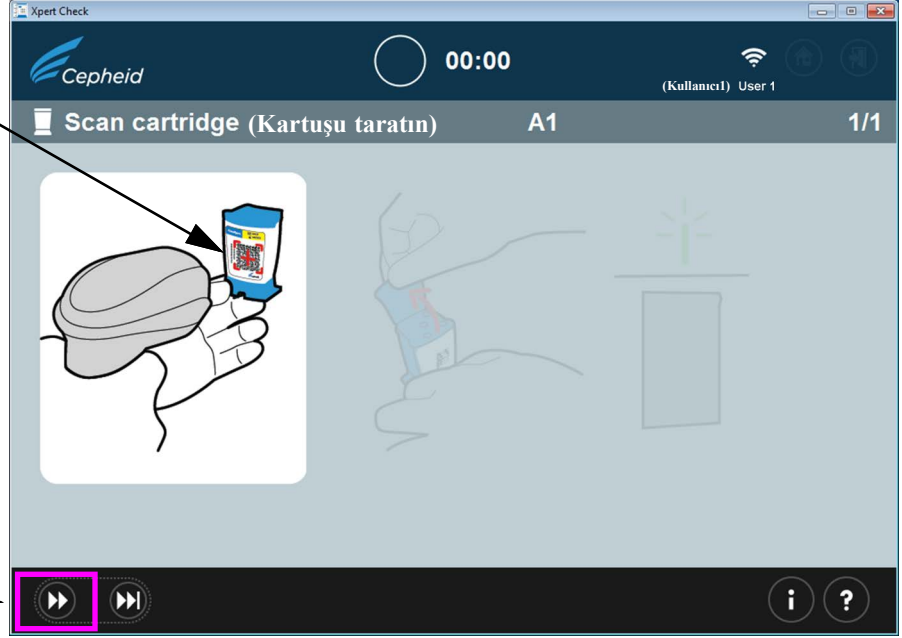 Xpert Check
Cepheid
00:00
(Kullanıcı1) User 1
Scan cartridge (Kartuşu taratın) A1 1/1
i ?